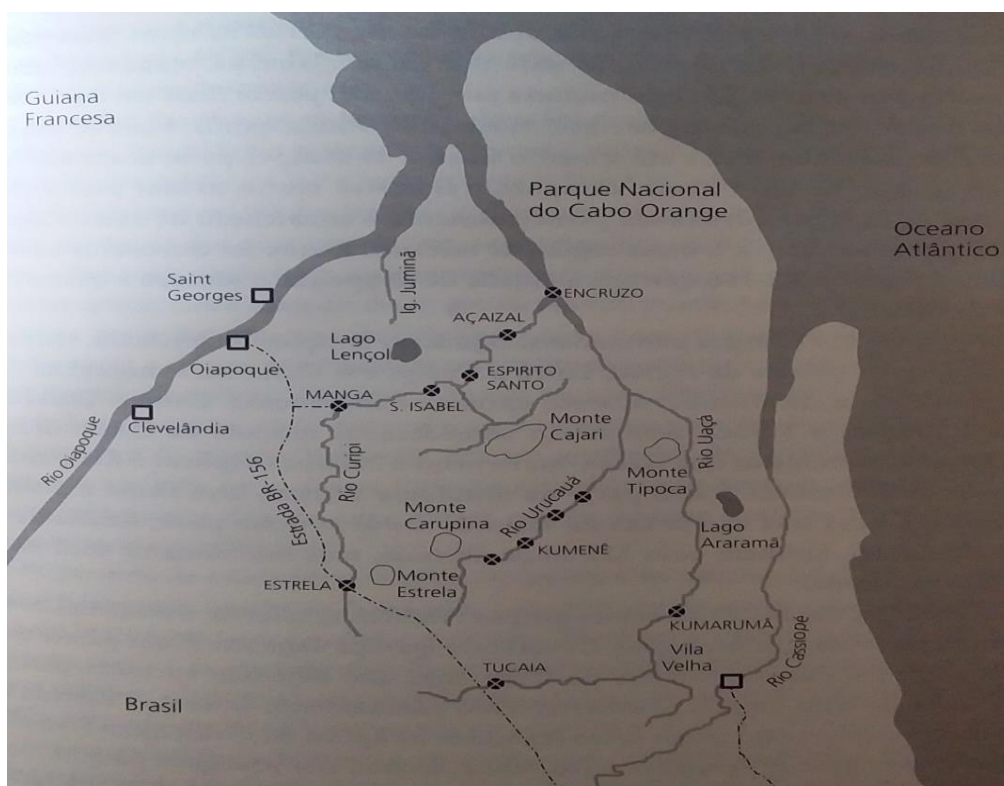 Guiana
Francesa
Parque Nacional
do Cabo Orange
Oceano
Atlântico
Saint
Georges
Ig. Juminã
ENCRUZO
AÇAIZAL
Lago
Lençol
Oiapoque
ESPIRITO
SANTO
MANGA
S. ISABEL
Clevelândia
Monte
Cajari
Rio Oiapoque
Estrada BR-156
Rio Curipi
Monte
Tipoca
Rio Uaçá
Rio Urucauá
Monte
Carupina
Lago
Araramã
KUMENÊ
ESTRELA
Monte
Estrela
KUMARUMÃ
Vila
Velha
Rio Cassiopé
TUCAIA
Brasil